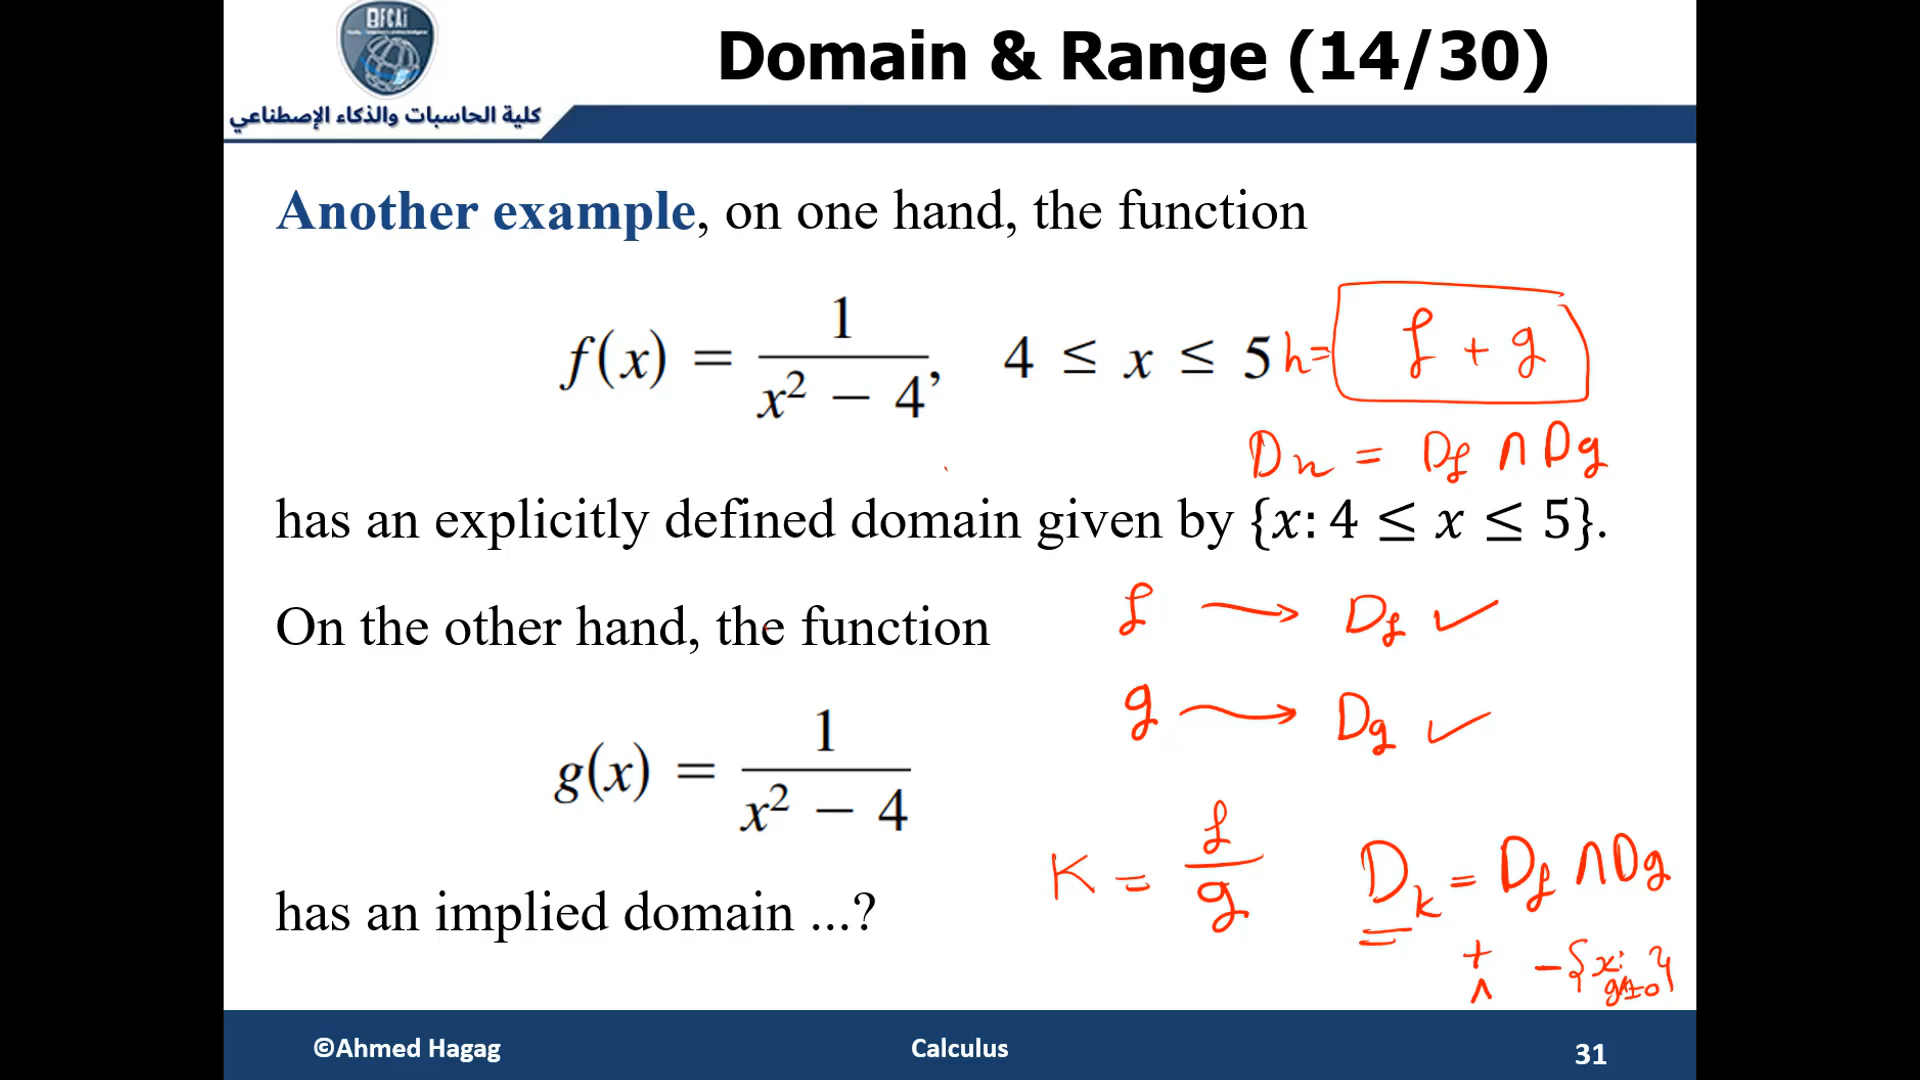 FCAi
Domain & Range (14/30)
كلية الحاسبات والذكاء الإصطناعي
Another example, on one hand, the function
f(x) = 1/(x² − 4), 4 ≤ x ≤ 5
h = f + g
Dh = Df ∩ Dg
has an explicitly defined domain given by {x: 4 ≤ x ≤ 5}.
f → Df ✓
On the other hand, the function
g → Dg ✓
g(x) = 1/(x² − 4)
K = f/g
Dk = Df ∩ Dg
has an implied domain ...?
+ − {x:
^
©Ahmed Hagag
Calculus
31